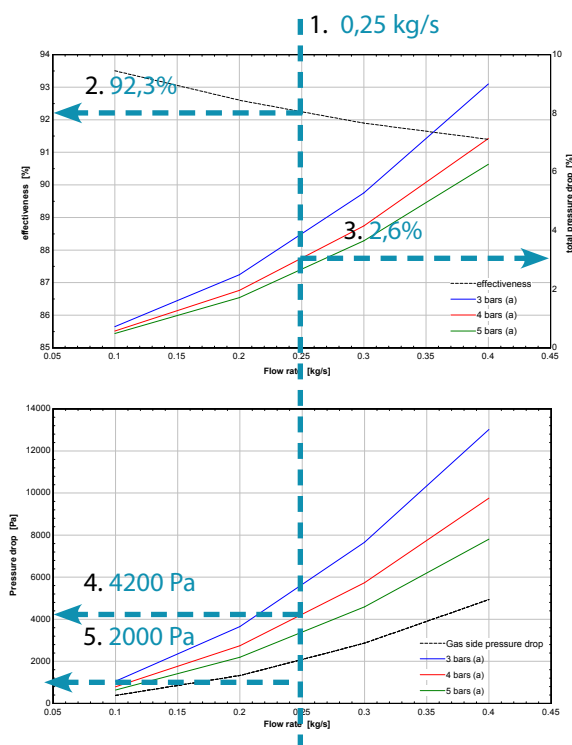 1. 0,25 kg/s
94
93
92
91
90
89
88
87
86
85
effectiveness [%]
2. 92,3%
3. 2,6%
10
8
6
4
2
0
total pressure drop [%]
effectiveness
3 bars (a)
4 bars (a)
5 bars (a)
0.05 0.1 0.15 0.2 0.25 0.3 0.35 0.4 0.45
Flow rate [kg/s]
14000
12000
10000
8000
6000
4000
2000
0
Pressure drop [Pa]
4. 4200 Pa
5. 2000 Pa
Gas side pressure drop
3 bars (a)
4 bars (a)
5 bars (a)
0.05 0.1 0.15 0.2 0.25 0.3 0.35 0.4 0.45
Flow rate [kg/s]